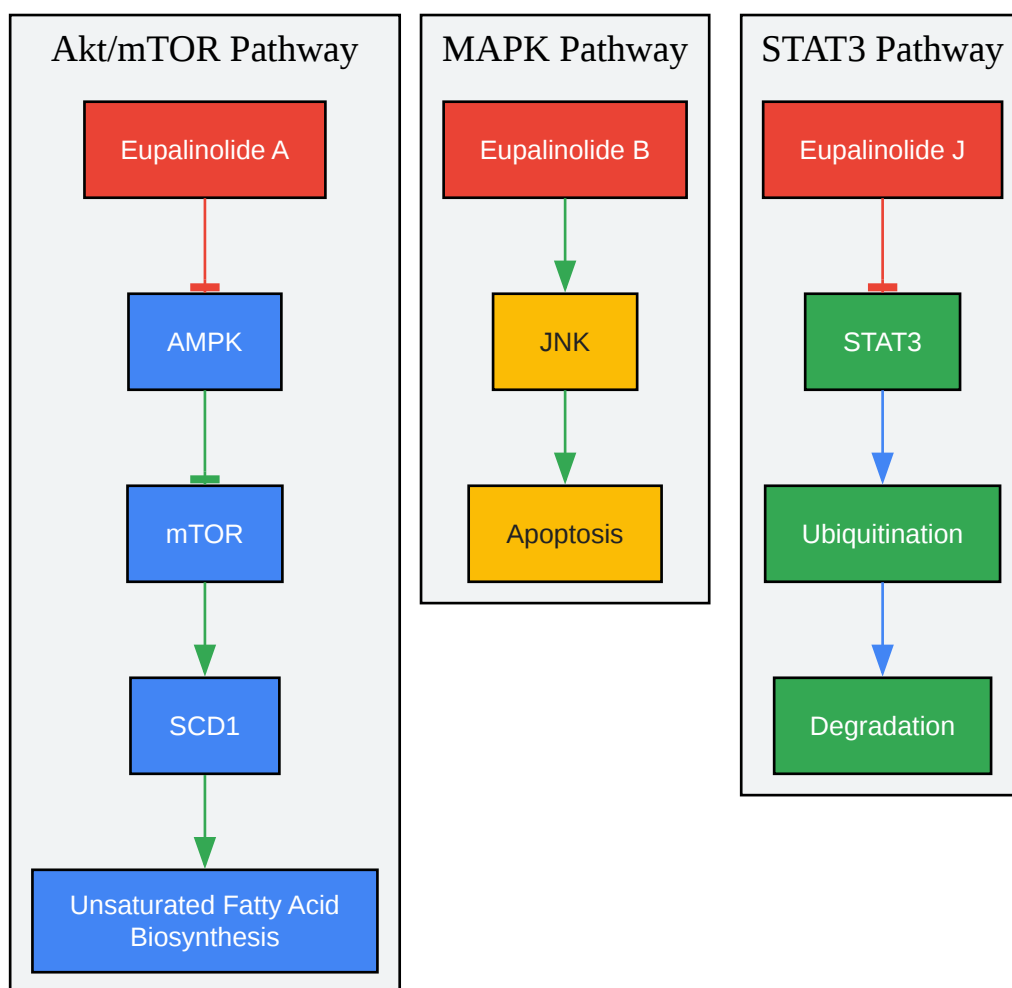 Akt/mTOR Pathway
Eupalinolide A
AMPK
mTOR
SCD1
Unsaturated Fatty Acid
Biosynthesis
MAPK Pathway
Eupalinolide B
JNK
Apoptosis
STAT3 Pathway
Eupalinolide J
STAT3
Ubiquitination
Degradation